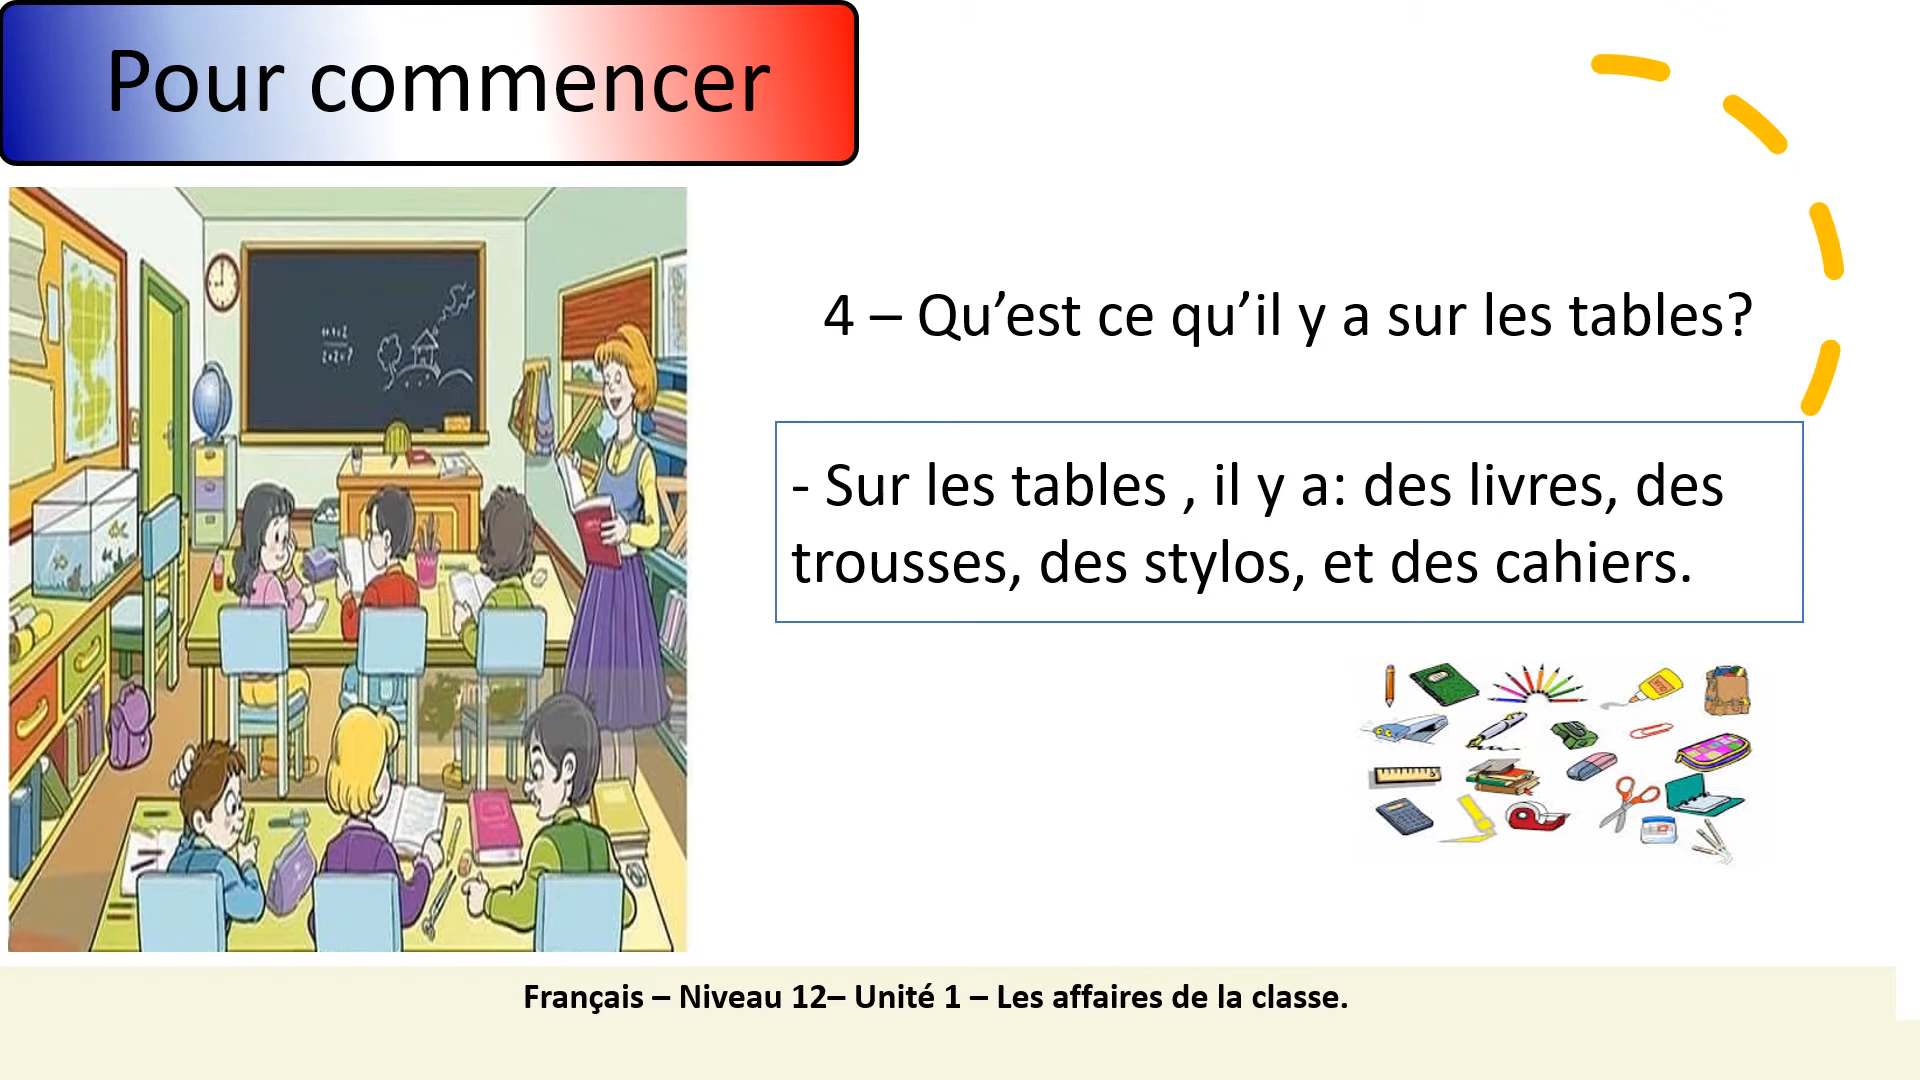 Pour commencer
4 – Qu’est ce qu’il y a sur les tables?
- Sur les tables , il y a: des livres, des
trousses, des stylos, et des cahiers.
Français – Niveau 12– Unité 1 – Les affaires de la classe.